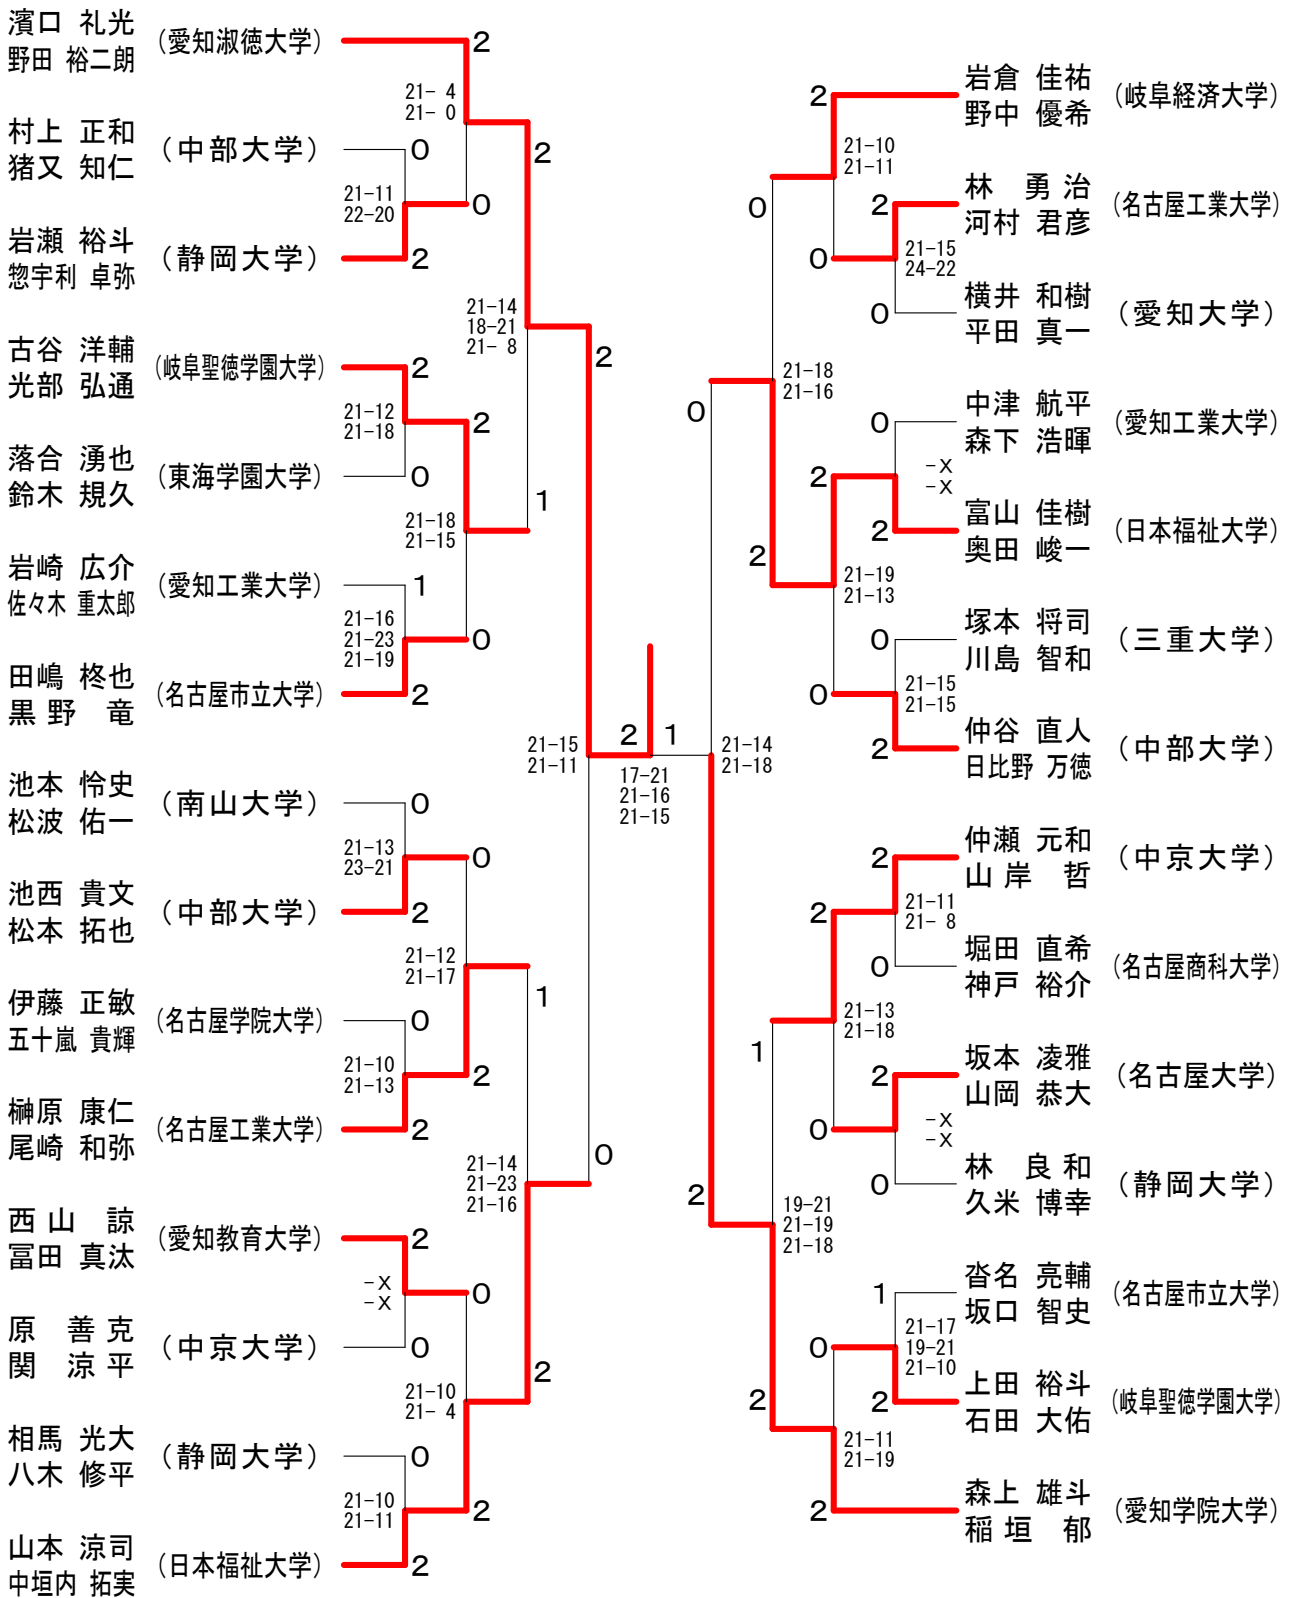 濱口 礼光
野田 裕二朗
(愛知淑徳大学)
2
21- 4
21- 0
村上 正和
猪又 知仁
(中部大学)
0
2
21-11
22-20
0
岩瀬 裕斗
惣宇利 卓弥
(静岡大学)
2
21-14
18-21
21- 8
2
古谷 洋輔
光部 弘通
(岐阜聖徳学園大学)
2
21-12
21-18
2
落合 湧也
鈴木 規久
(東海学園大学)
0
1
21-18
21-15
岩崎 広介
佐々木 重太郎
(愛知工業大学)
1
21-16
21-23
21-19
0
田嶋 柊也
黒野 竜
(名古屋市立大学)
2
21-15
21-11
2
1
17-21
21-16
21-15
池本 怜史
松波 佑一
(南山大学)
0
21-13
23-21
0
池西 貴文
松本 拓也
(中部大学)
2
21-12
21-17
1
伊藤 正敏
五十嵐 貴輝
(名古屋学院大学)
0
21-10
21-13
2
榊原 康仁
尾崎 和弥
(名古屋工業大学)
2
21-14
21-23
21-16
0
西山 諒
冨田 真汰
(愛知教育大学)
2
-X
-X
0
原 善克
関 涼平
(中京大学)
0
2
21-10
21- 4
相馬 光大
八木 修平
(静岡大学)
0
21-10
21-11
2
山本 涼司
中垣内 拓実
(日本福祉大学)
2
2
岩倉 佳祐
野中 優希
(岐阜経済大学)
21-10
21-11
0
2
林 勇治
河村 君彦
(名古屋工業大学)
0
21-15
24-22
0
横井 和樹
平田 真一
(愛知大学)
21-18
21-16
0
0
中津 航平
森下 浩暉
(愛知工業大学)
2
-X
-X
2
富山 佳樹
奥田 峻一
(日本福祉大学)
2
21-19
21-13
0
塚本 将司
川島 智和
(三重大学)
0
21-15
21-15
2
仲谷 直人
日比野 万徳
(中部大学)
21-14
21-18
2
仲瀬 元和
山岸 哲
(中京大学)
2
21-11
21- 8
0
堀田 直希
神戸 裕介
(名古屋商科大学)
21-13
21-18
1
2
坂本 凌雅
山岡 恭大
(名古屋大学)
0
-X
-X
0
林 良和
久米 博幸
(静岡大学)
2
19-21
21-19
21-18
1
沓名 亮輔
坂口 智史
(名古屋市立大学)
0
21-17
19-21
21-10
2
上田 裕斗
石田 大佑
(岐阜聖徳学園大学)
2
21-11
21-19
2
森上 雄斗
稲垣 郁
(愛知学院大学)